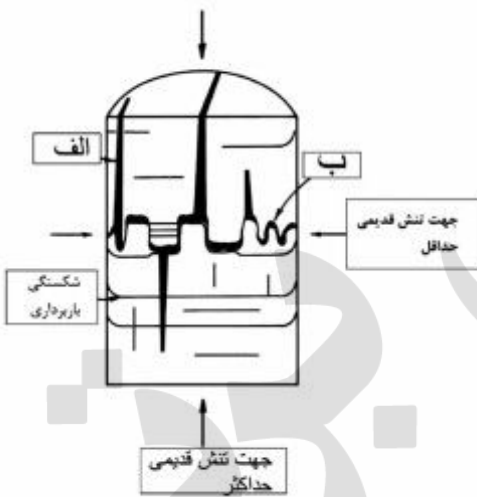 الف
ب
جهت تنش قدیمی
حداقل
شکستگی
باربرداری
جهت تنش قدیمی
حداکثر